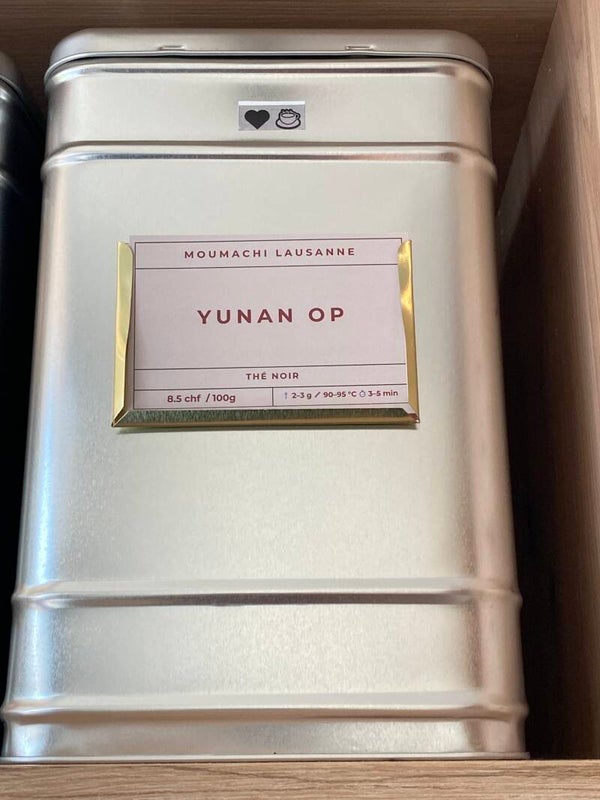 MOUMACHI LAUSANNE
YUNAN OP
THÉ NOIR
8.5 chf / 100g
2-3 g / 90-95 °C 3-5 min